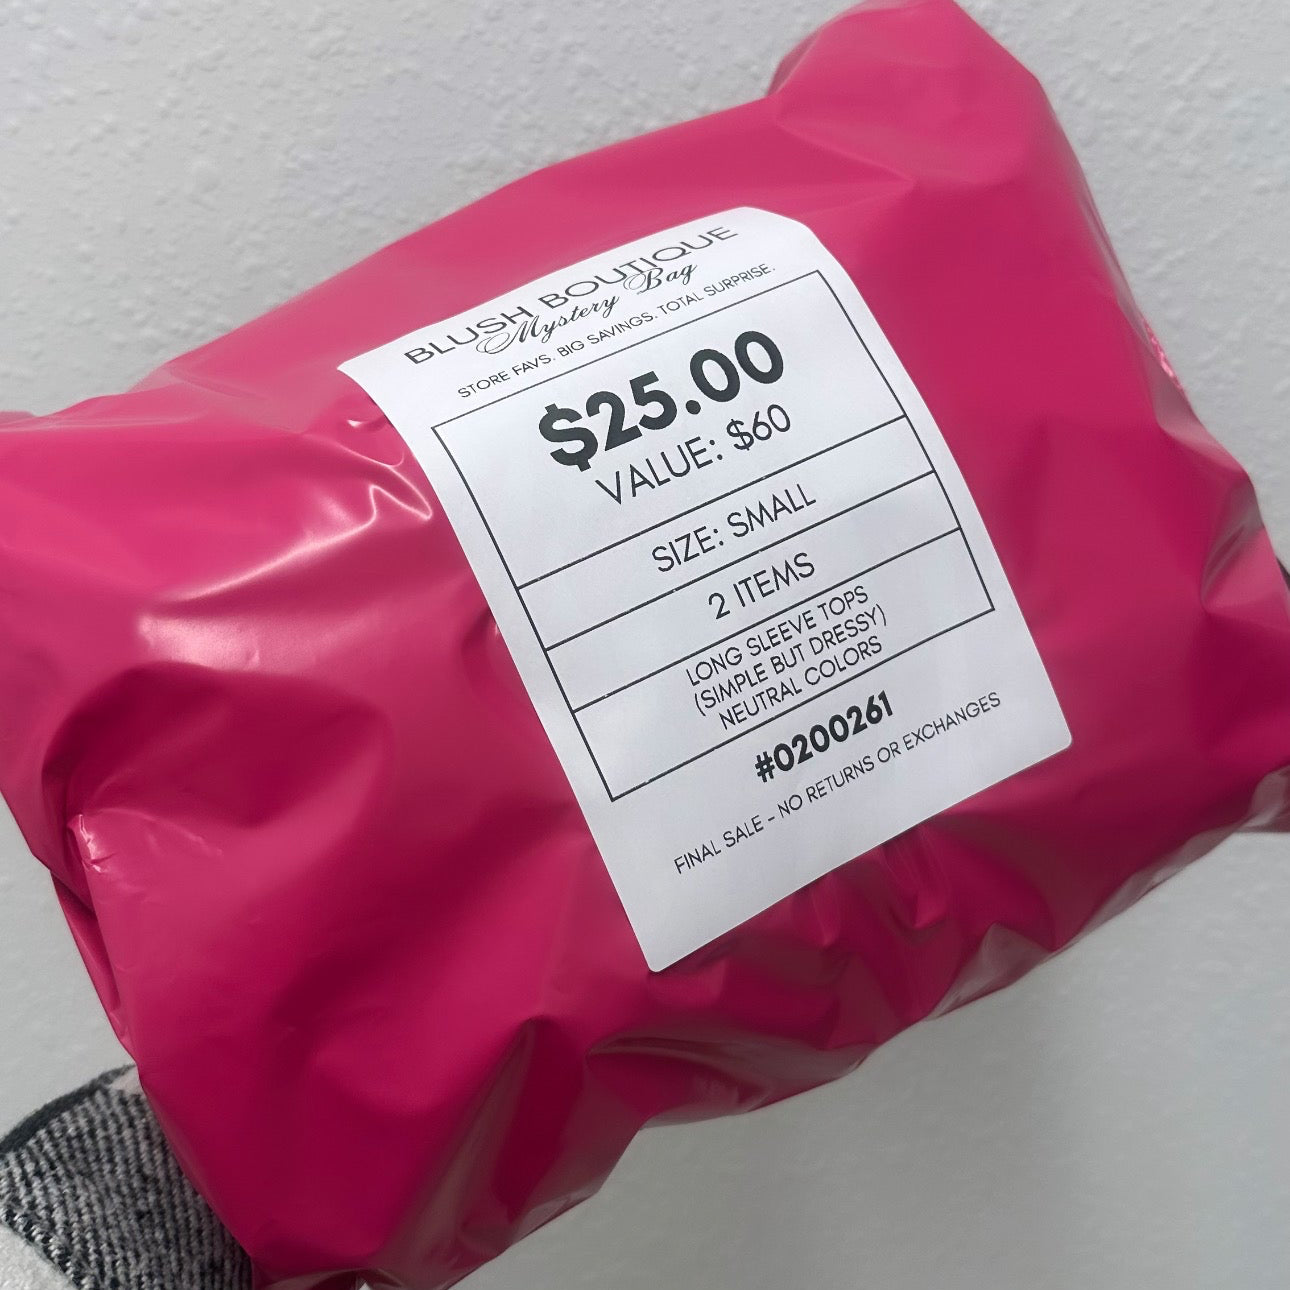 BLUSH BOUTIQUE
Mystery Bag
STORE FAVS. BIG SAVINGS. TOTAL SURPRISE.
$25.00
VALUE: $60
SIZE: SMALL
2 ITEMS
LONG SLEEVE TOPS
(SIMPLE BUT DRESSY)
NEUTRAL COLORS
#0200261
FINAL SALE - NO RETURNS OR EXCHANGES